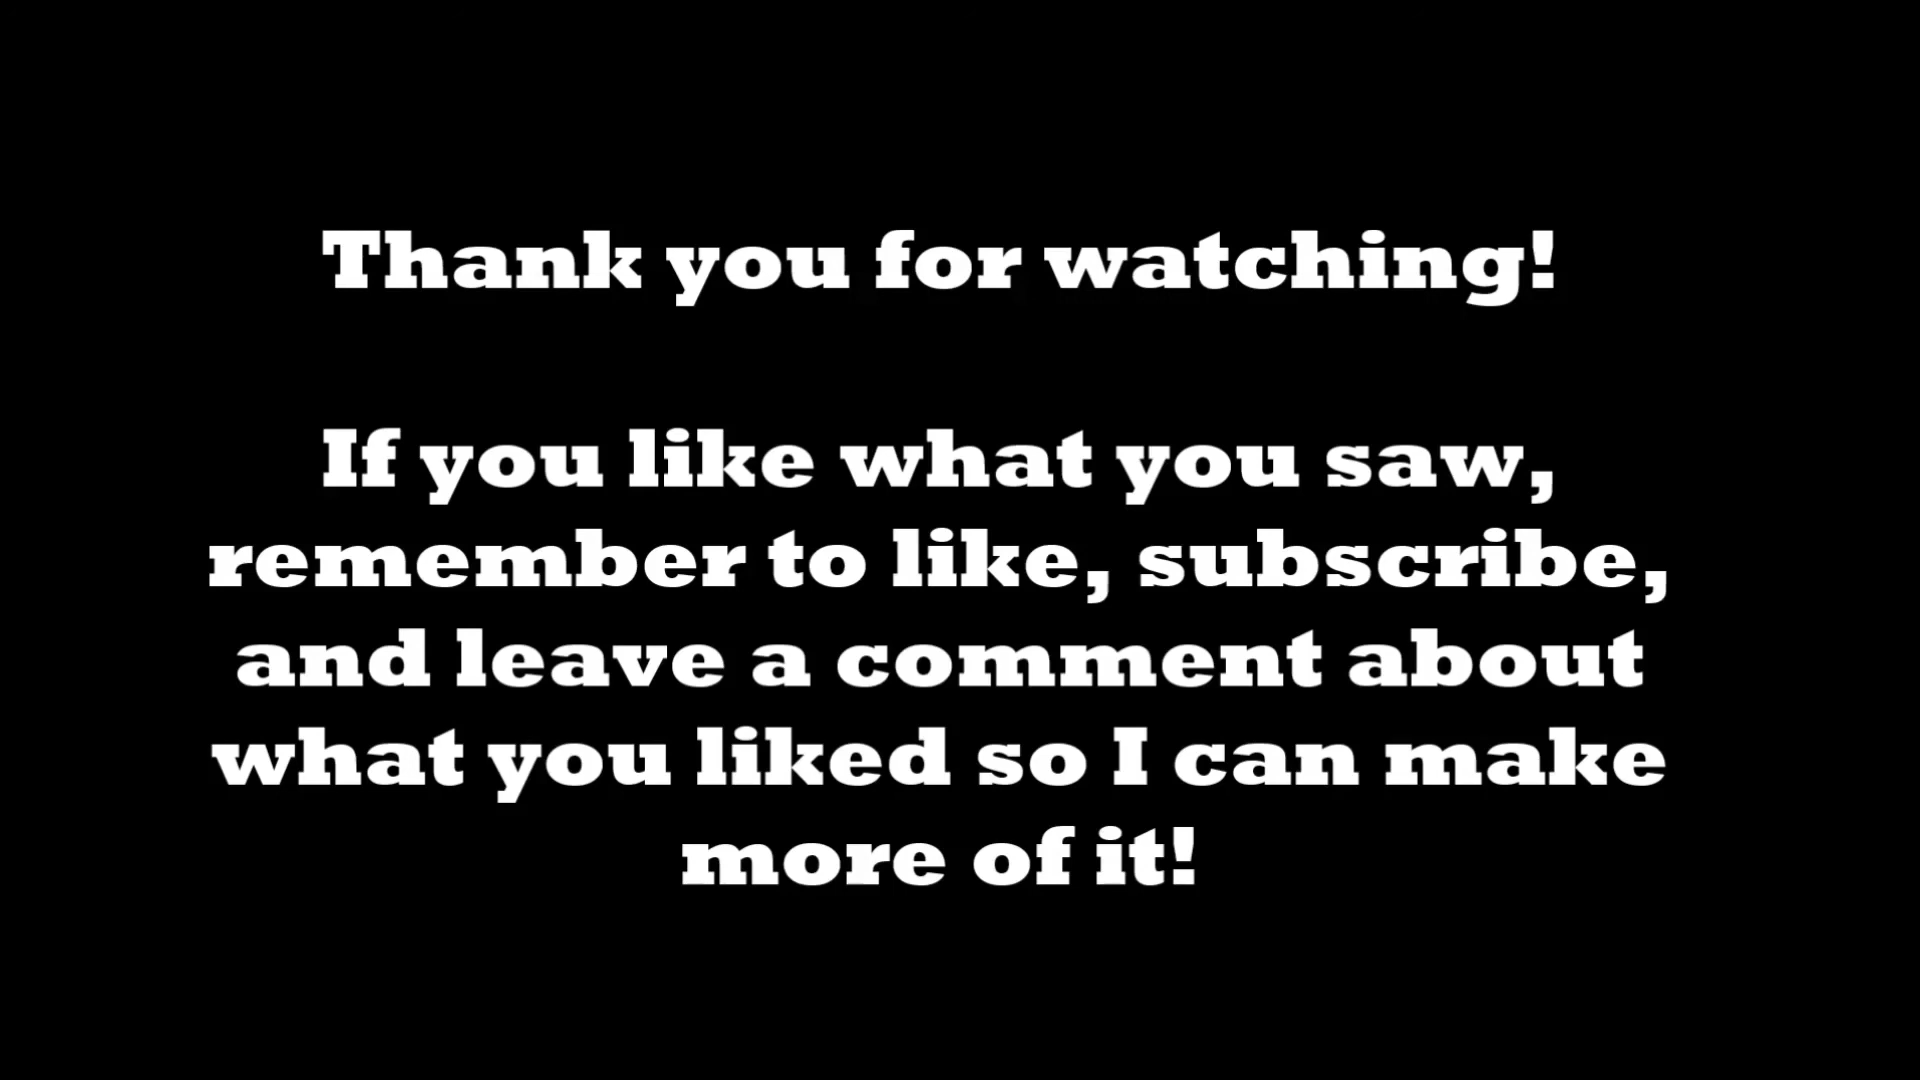 Thank you for watching!
If you like what you saw,
remember to like, subscribe,
and leave a comment about
what you liked so I can make
more of it!